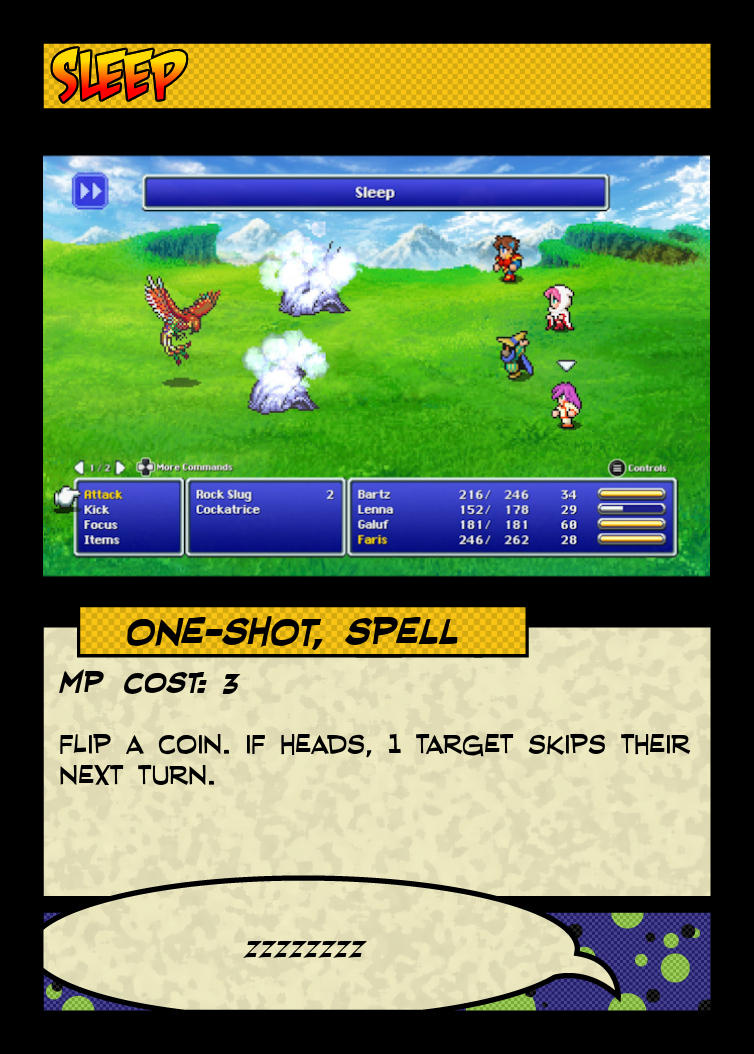 SLEEP
Sleep
1/2 More Commands
Controls
Attack
Kick
Focus
Items
Rock Slug 2
Cockatrice
Bartz 216/ 246 34
Lenna 152/ 178 29
Galuf 181/ 181 60
Faris 246/ 262 28
ONE-SHOT, SPELL
MP COST: 3
FLIP A COIN. IF HEADS, 1 TARGET SKIPS THEIR
NEXT TURN.
ZZZZZZZZ